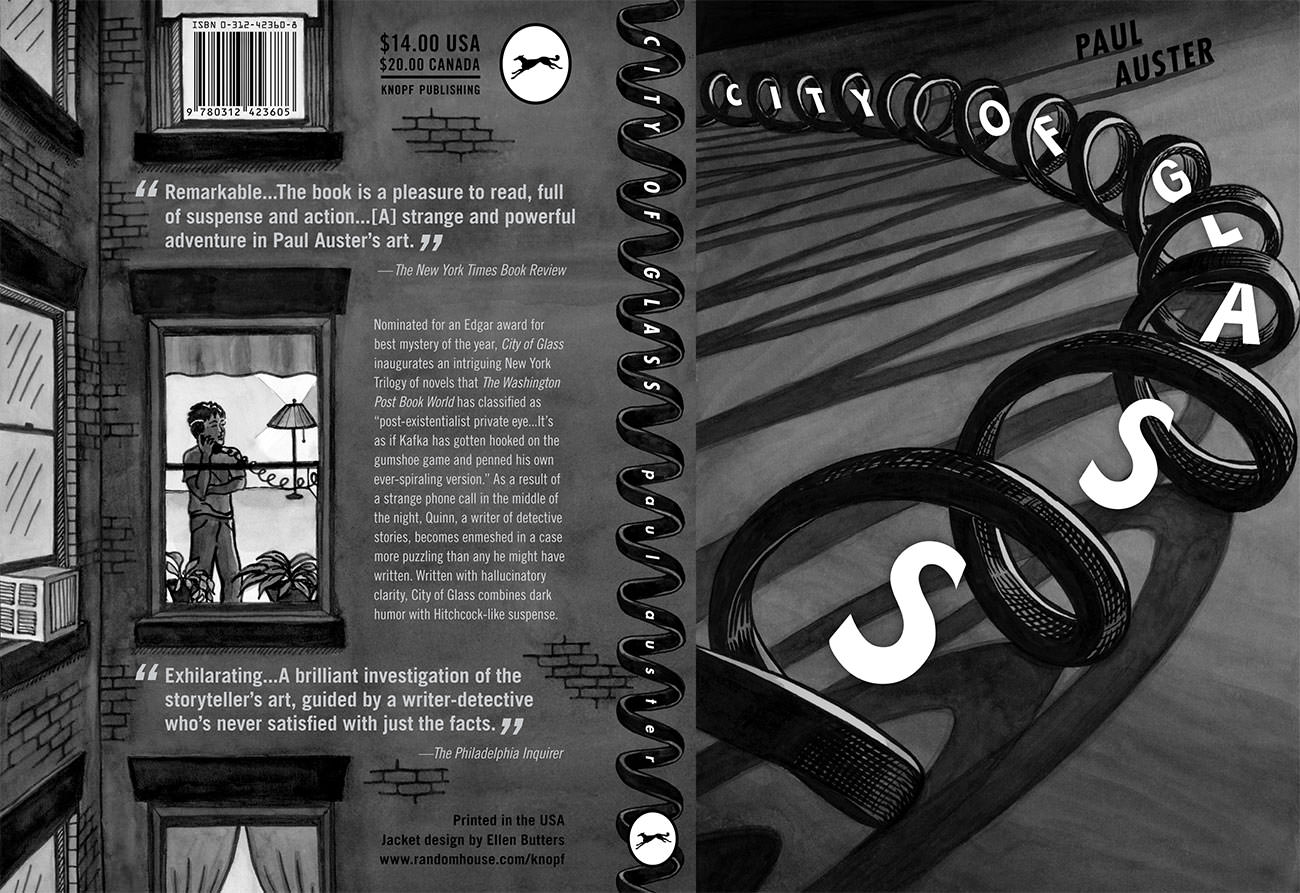 ISBN 0-312-42360-8
9 780312 423605
$14.00 USA
$20.00 CANADA
KNOPF PUBLISHING
“ Remarkable...The book is a pleasure to read, full
of suspense and action...[A] strange and powerful
adventure in Paul Auster’s art. ”
—The New York Times Book Review
Nominated for an Edgar award for
best mystery of the year, City of Glass
inaugurates an intriguing New York
Trilogy of novels that The Washington
Post Book World has classified as
“post-existentialist private eye...It’s
as if Kafka has gotten hooked on the
gumshoe game and penned his own
ever-spiraling version.” As a result of
a strange phone call in the middle of
the night, Quinn, a writer of detective
stories, becomes enmeshed in a case
more puzzling than any he might have
written. Written with hallucinatory
clarity, City of Glass combines dark
humor with Hitchcock-like suspense.
“ Exhilarating...A brilliant investigation of the
storyteller’s art, guided by a writer-detective
who’s never satisfied with just the facts. ”
—The Philadelphia Inquirer
Printed in the USA
Jacket design by Ellen Butters
www.randomhouse.com/knopf
CITY OF GLASS paul auster
PAUL
AUSTER
CITY OF GLASS